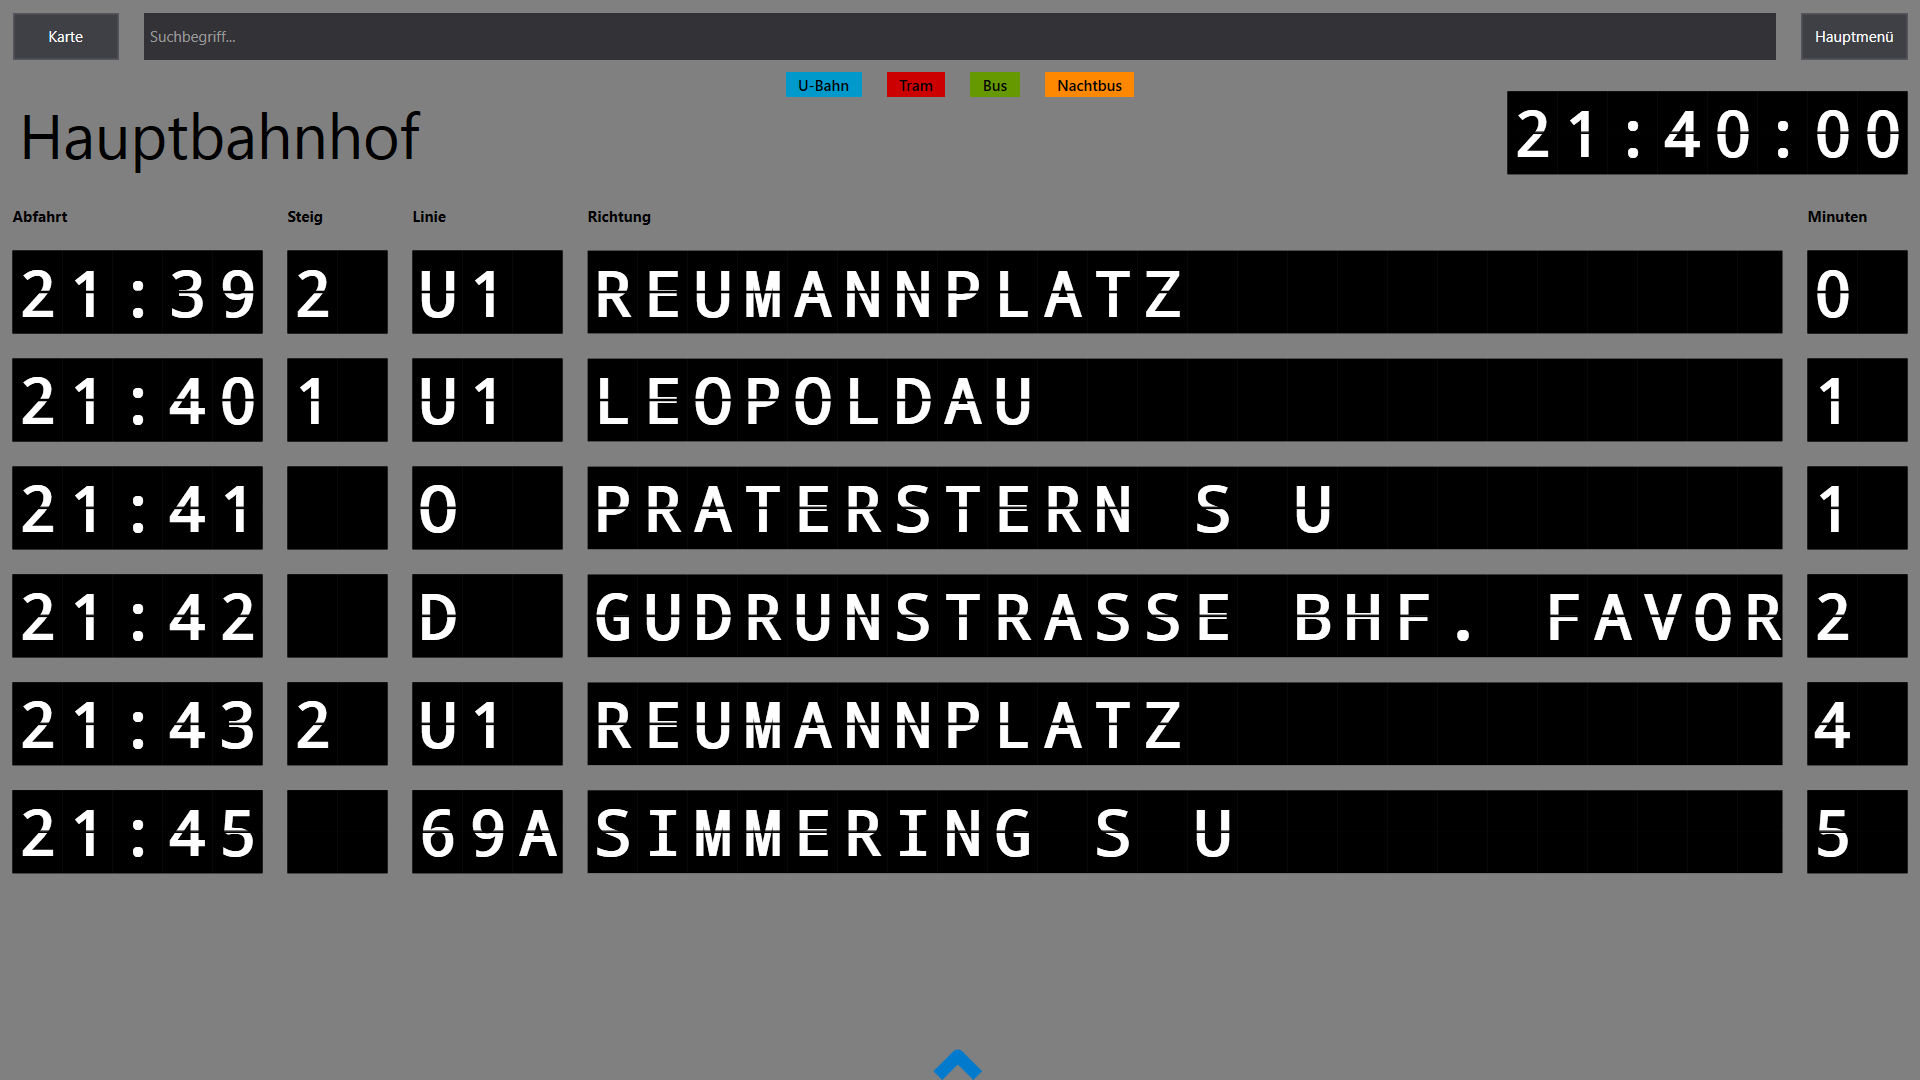 Karte Suchbegriff... Hauptmenü
U-Bahn Tram Bus Nachtbus
Hauptbahnhof 21:40:00
Abfahrt Steig Linie Richtung Minuten
21:39 2 U1 REUMANNPLATZ 0
21:40 1 U1 LEOPOLDAU 1
21:41 O PRATERSTERN S U 1
21:42 D GUDRUNSTRASSE BHF. FAVOR 2
21:43 2 U1 REUMANNPLATZ 4
21:45 69A SIMMERING S U 5